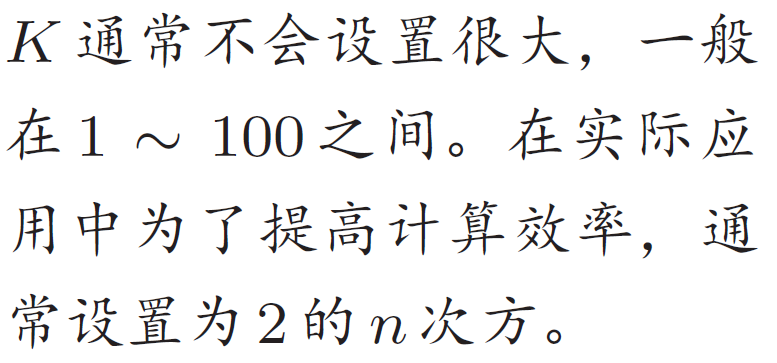 K 通常不会设置很大，一般
在 1 ∼ 100 之间。在实际应
用中为了提高计算效率，通
常设置为 2 的 n 次方。